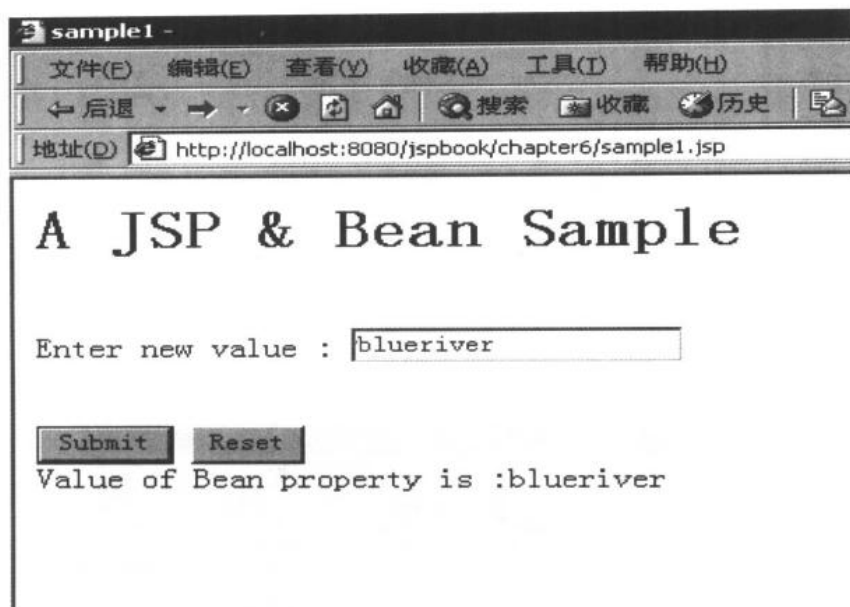 sample1 -
文件(F) 编辑(E) 查看(V) 收藏(A) 工具(T) 帮助(H)
后退 搜索 收藏 历史
地址(D) http://localhost:8080/jspbook/chapter6/sample1.jsp
A JSP & Bean Sample
Enter new value : blueriver
Submit Reset
Value of Bean property is :blueriver